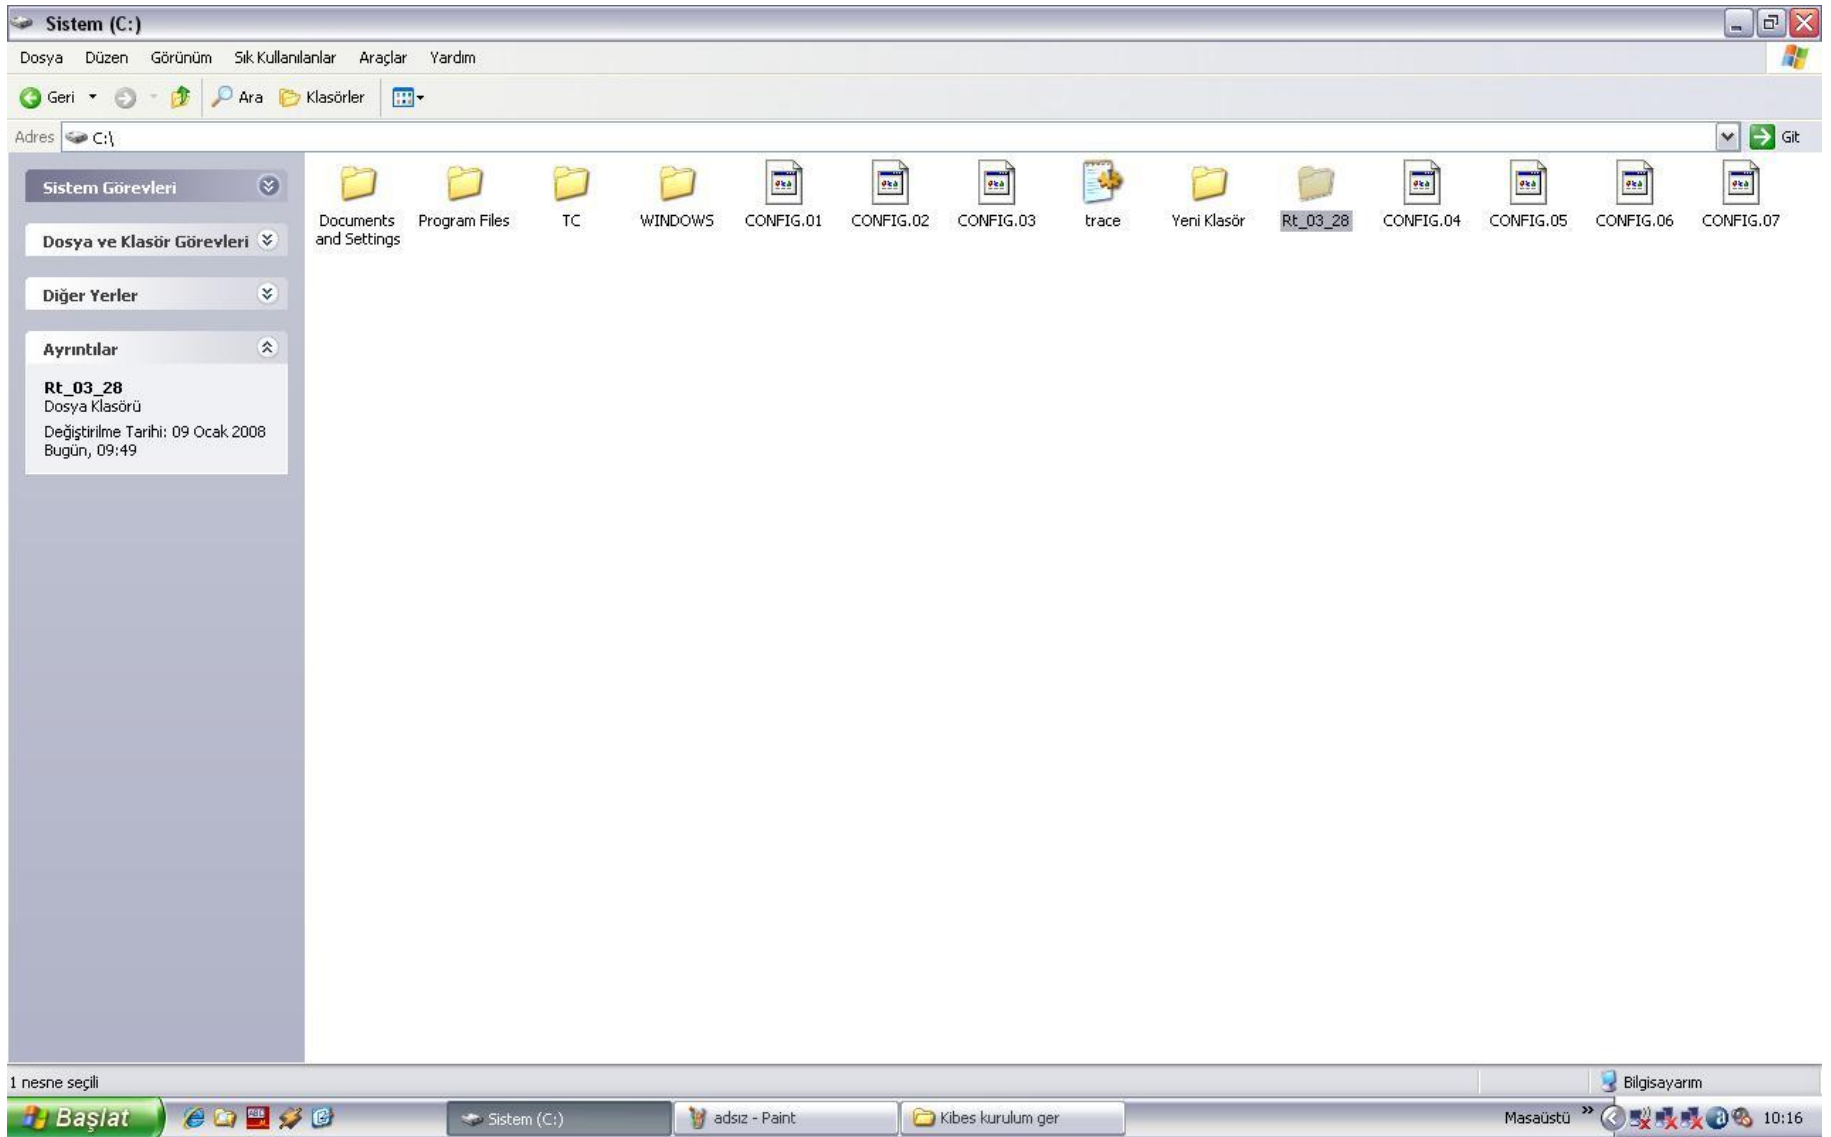 Sistem (C:)
Dosya Düzen Görünüm Sık Kullanılanlar Araçlar Yardım
Geri Ara Klasörler
Adres C:\ Git
Sistem Görevleri
Dosya ve Klasör Görevleri
Diğer Yerler
Ayrıntılar
Rt_03_28
Dosya Klasörü
Değiştirilme Tarihi: 09 Ocak 2008
Bugün, 09:49
Documents and Settings
Program Files
TC
WINDOWS
CONFIG.01
CONFIG.02
CONFIG.03
trace
Yeni Klasör
Rt_03_28
CONFIG.04
CONFIG.05
CONFIG.06
CONFIG.07
1 nesne seçili
Bilgisayarım
Başlat Sistem (C:) adsız - Paint Kibes kurulum ger Masaüstü » 10:16